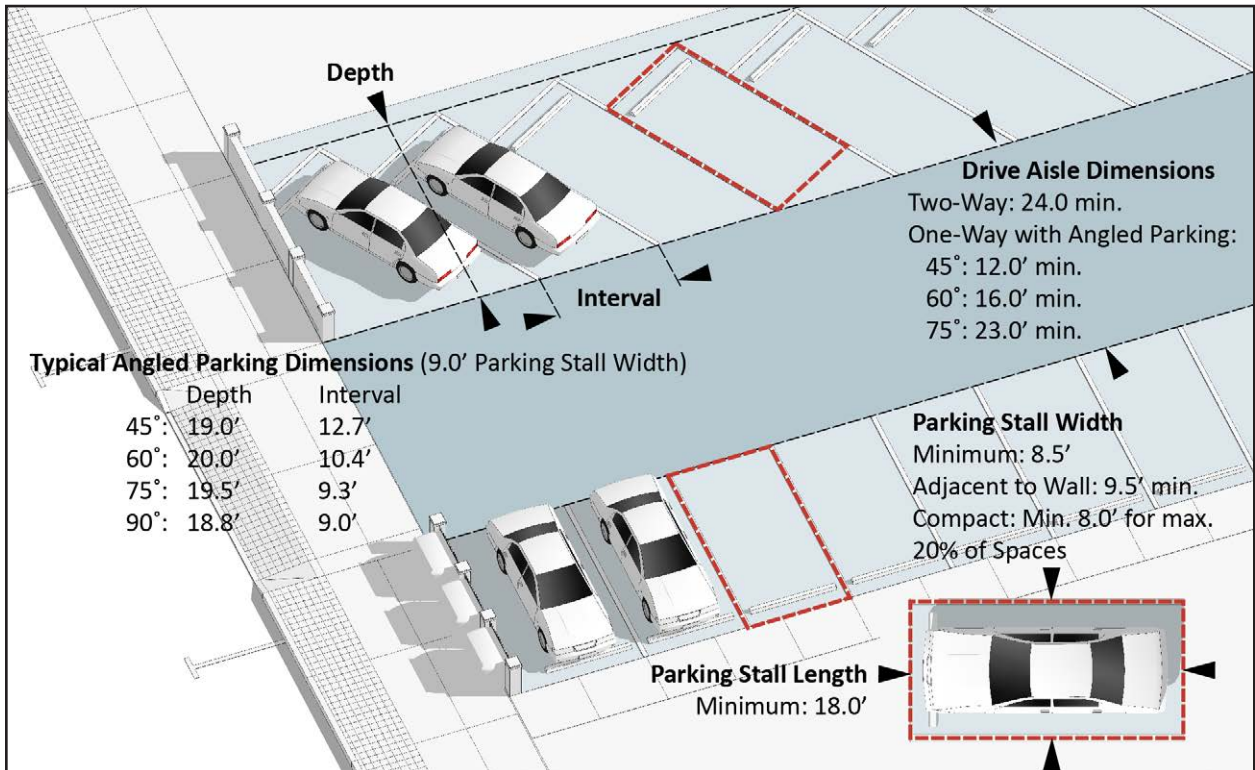 Depth
Interval
Drive Aisle Dimensions
Two-Way: 24.0 min.
One-Way with Angled Parking:
45˚: 12.0’ min.
60˚: 16.0’ min.
75˚: 23.0’ min.
Typical Angled Parking Dimensions (9.0’ Parking Stall Width)
Depth Interval
45˚: 19.0’ 12.7’
60˚: 20.0’ 10.4’
75˚: 19.5’ 9.3’
90˚: 18.8’ 9.0’
Parking Stall Width
Minimum: 8.5’
Adjacent to Wall: 9.5’ min.
Compact: Min. 8.0’ for max.
20% of Spaces
Parking Stall Length
Minimum: 18.0’